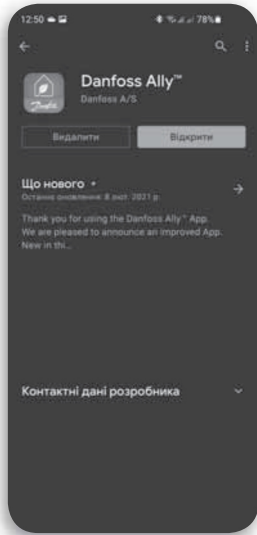 12:50 78%
Danfoss Ally™
Danfoss A/S
Видалити Відкрити
Що нового •
Останнє оновлення: 8 лют. 2021 р.
Thank you for using the Danfoss Ally™ App.
We are pleased to announce an improved App.
New in thi...
Контактні дані розробника